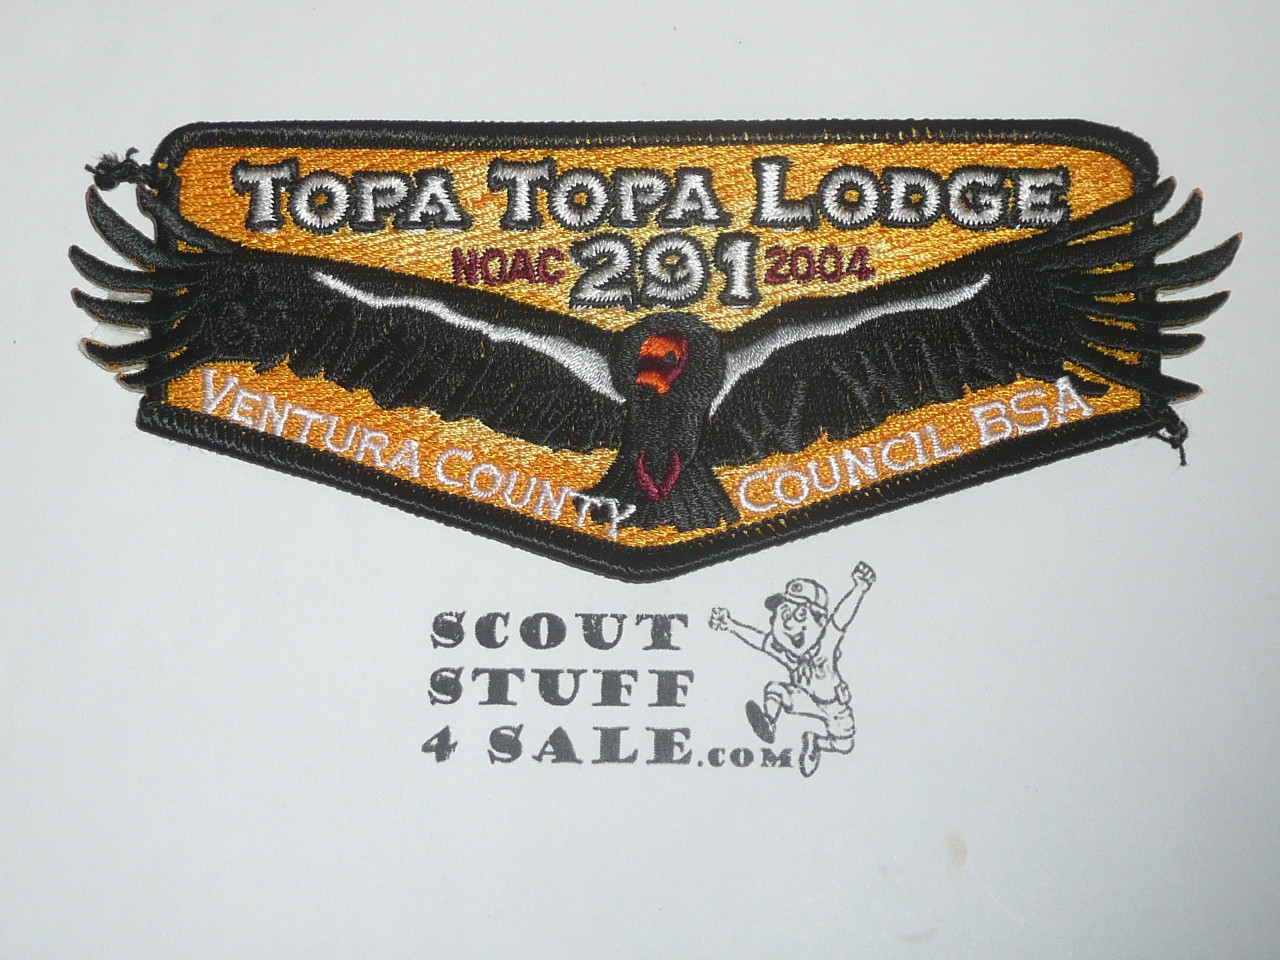 TOPA TOPA LODGE
NOAC 291 2004
VENTURA COUNTY COUNCIL BSA
SCOUT
STUFF
4 SALE.COM